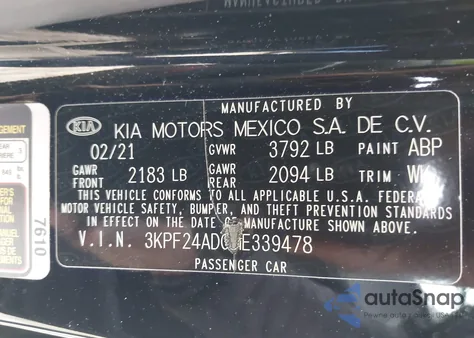 MANUFACTURED BY
KIA KIA MOTORS MEXICO S.A. DE C.V.
02/21 GVWR 3792 LB PAINT ABP
GAWR FRONT 2183 LB GAWR REAR 2094 LB TRIM
THIS VEHICLE CONFORMS TO ALL APPLICABLE U.S.A. FEDERAL
MOTOR VEHICLE SAFETY, BUMPER, AND THEFT PREVENTION STANDARDS
IN EFFECT ON THE DATE OF MANUFACTURE SHOWN ABOVE.
V.I.N.
PASSENGER CAR
7610
autoSnap